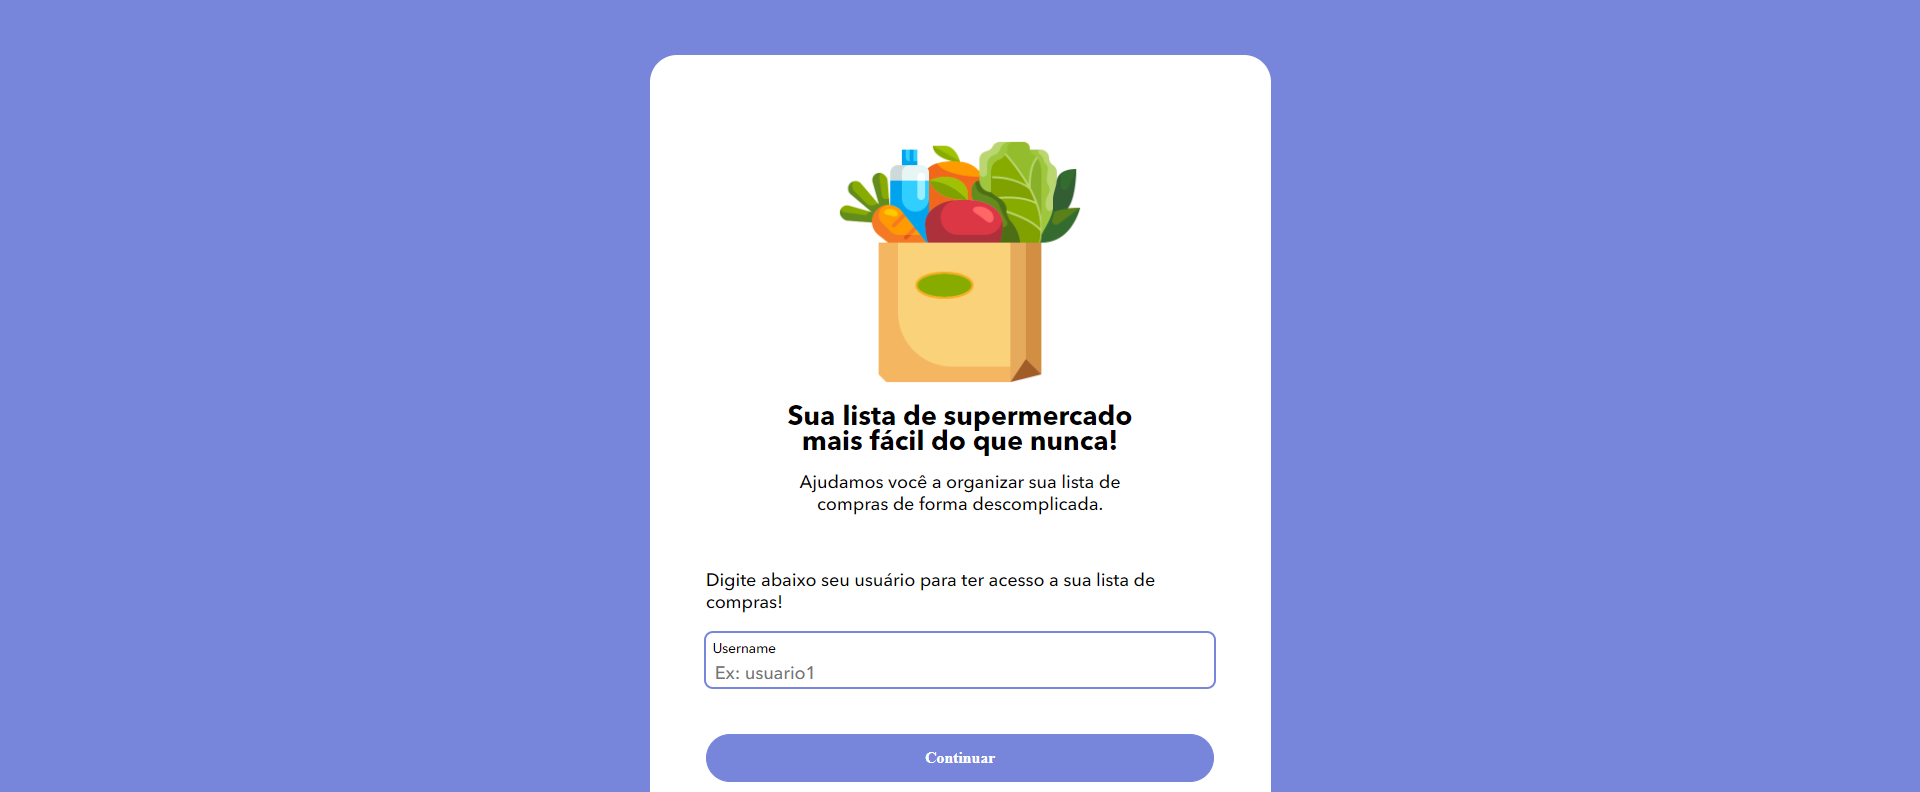 Sua lista de supermercado
mais fácil do que nunca!
Ajudamos você a organizar sua lista de
compras de forma descomplicada.
Digite abaixo seu usuário para ter acesso a sua lista de
compras!
Username
Ex: usuario1
Continuar